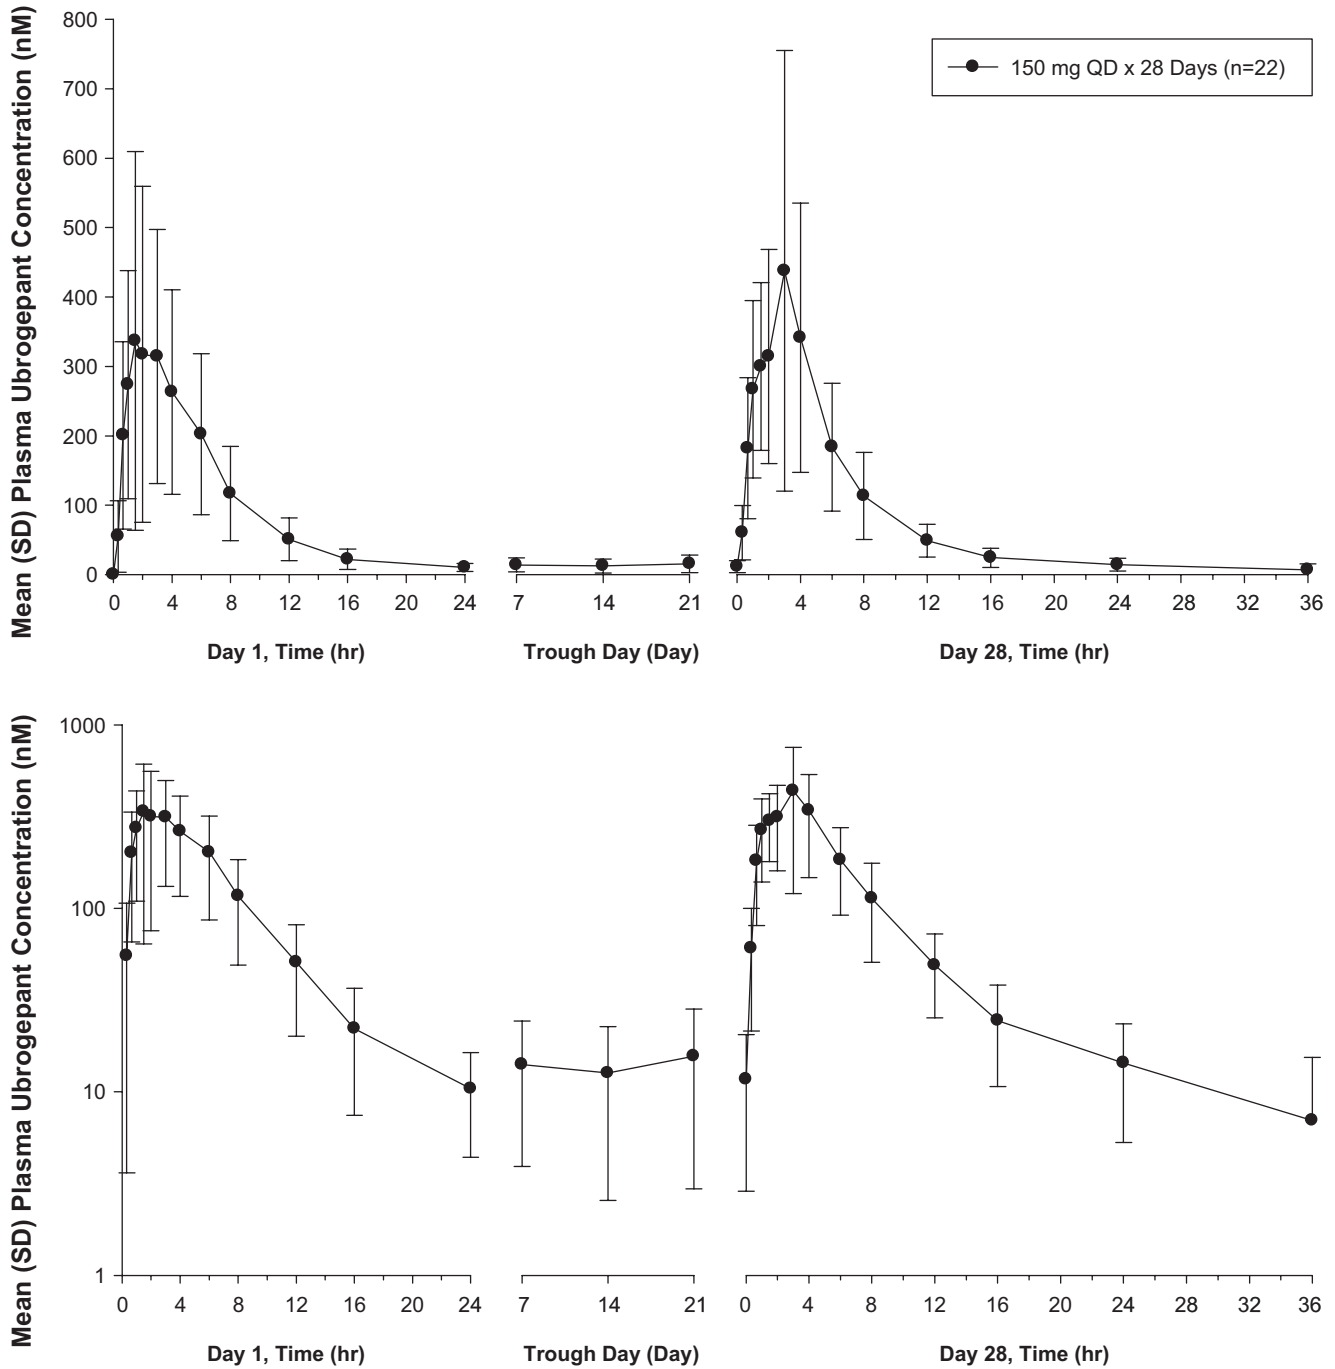 Mean (SD) Plasma Ubrogepant Concentration (nM)
800
700
600
500
400
300
200
100
0
150 mg QD x 28 Days (n=22)
0 4 8 12 16 20 24 7 14 21 0 4 8 12 16 20 24 28 32 36
Day 1, Time (hr) Trough Day (Day) Day 28, Time (hr)
Mean (SD) Plasma Ubrogepant Concentration (nM)
1000
100
10
1
0 4 8 12 16 20 24 7 14 21 0 4 8 12 16 20 24 28 32 36
Day 1, Time (hr) Trough Day (Day) Day 28, Time (hr)